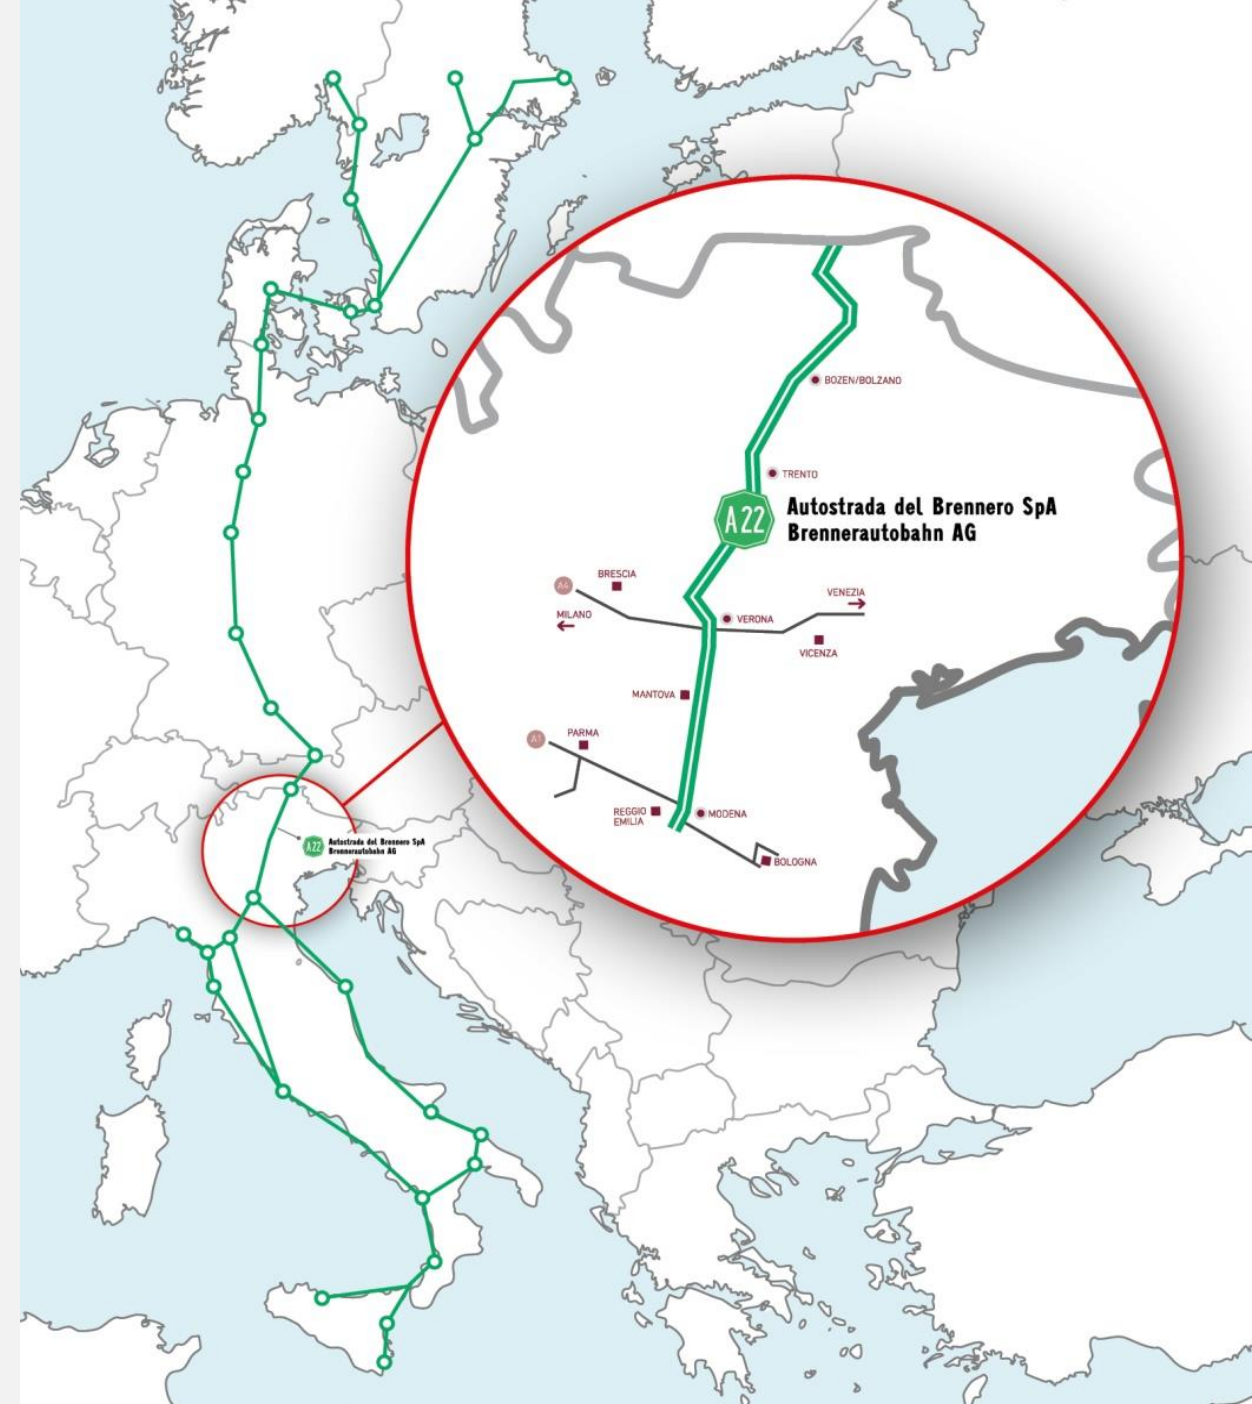 BOZEN/BOLZANO
TRENTO
A22
Autostrada del Brennero SpA
Brennerautobahn AG
BRESCIA
A4
MILANO
VENEZIA
VERONA
VICENZA
MANTOVA
PARMA
A1
REGGIO
EMILIA
MODENA
BOLOGNA
A22
Autostrada del Brennero SpA
Brennerautobahn AG